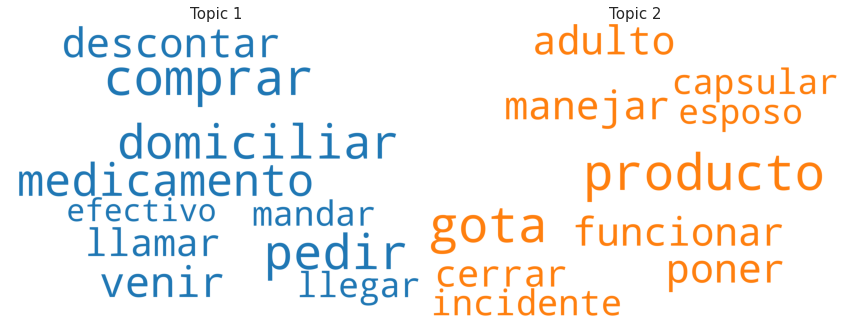 Topic 1
descontar
comprar
domiciliar
medicamento
efectivo
mandar
llamar
pedir
venir
llegar
Topic 2
adulto
capsular
manejar
esposo
producto
gota
funcionar
cerrar
poner
incidente